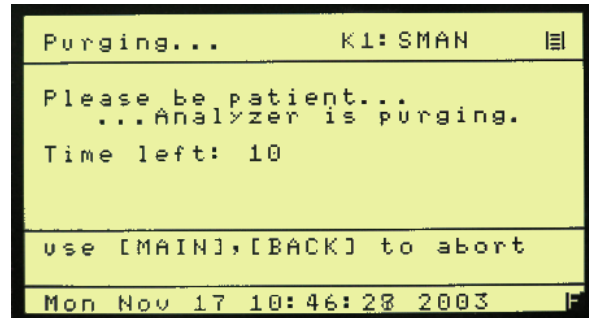 Purging... K1:SMAN
Please be patient...
...Analyzer is purging.
Time left: 10
use [MAIN],[BACK] to abort
Mon Nov 17 10:46:28 2003